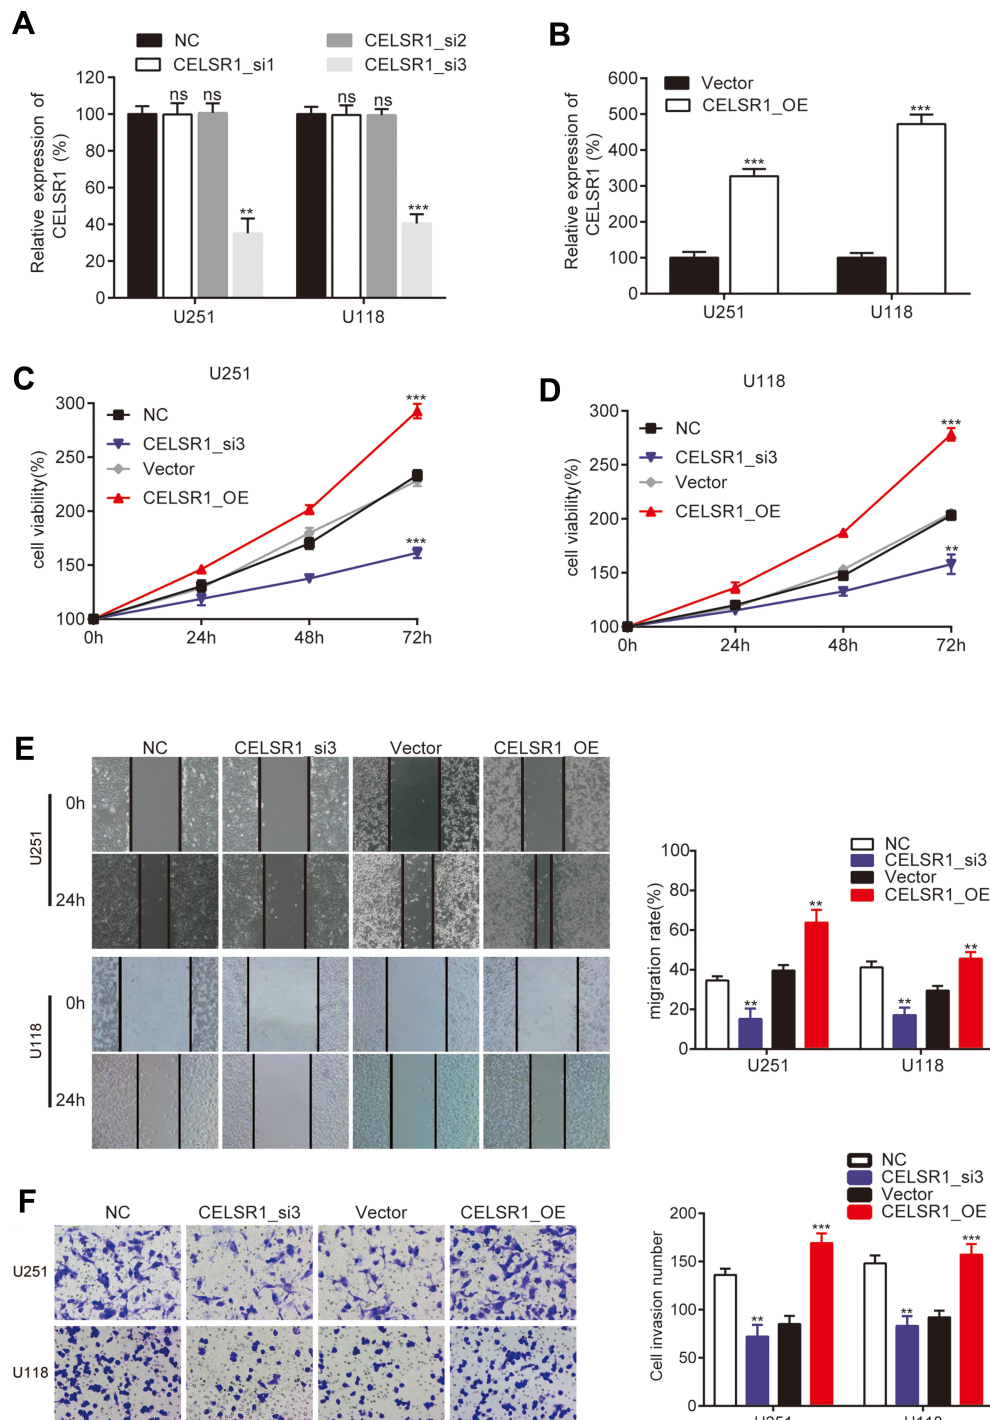 A
NC
CELSR1_si2
CELSR1_si1
CELSR1_si3
Relative expression of
CELSR1 (%)
120
100
80
60
40
20
0
ns
ns
**
ns
ns
***
U251
U118
B
Vector
CELSR1_OE
Relative expression of
CELSR1 (%)
600
500
400
300
200
100
0
***
***
U251
U118
C
U251
NC
CELSR1_si3
Vector
CELSR1_OE
cell viability(%)
300
250
200
150
100
***
***
0h
24h
48h
72h
D
U118
NC
CELSR1_si3
Vector
CELSR1_OE
cell viability(%)
300
250
200
150
100
***
**
0h
24h
48h
72h
E
NC
CELSR1_si3
Vector
CELSR1_OE
U251
0h
24h
U118
0h
24h
NC
CELSR1_si3
Vector
CELSR1_OE
migration rate(%)
100
80
60
40
20
0
**
**
**
**
U251
U118
F
NC
CELSR1_si3
Vector
CELSR1_OE
U251
U118
NC
CELSR1_si3
Vector
CELSR1_OE
Cell invasion number
200
150
100
50
0
**
***
**
***
U251
U118